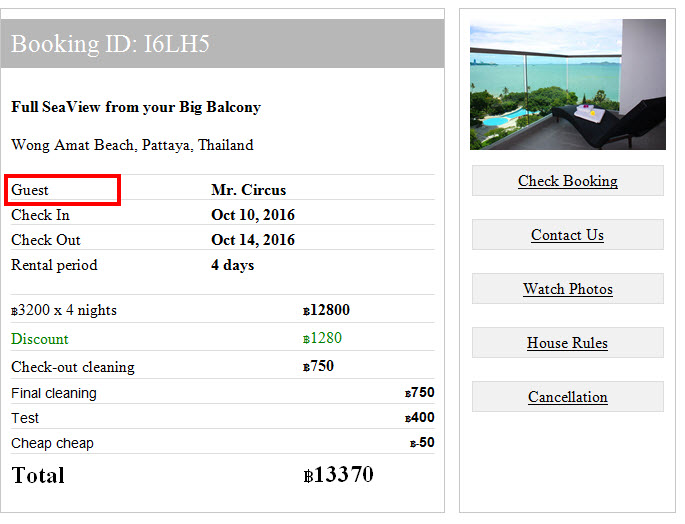 Booking ID: I6LH5
Full SeaView from your Big Balcony
Wong Amat Beach, Pattaya, Thailand
Guest Mr. Circus
Check In Oct 10, 2016
Check Out Oct 14, 2016
Rental period 4 days
฿3200 x 4 nights ฿12800
Discount ฿1280
Check-out cleaning ฿750
Final cleaning ฿750
Test ฿400
Cheap cheap ฿-50
Total ฿13370
Check Booking
Contact Us
Watch Photos
House Rules
Cancellation